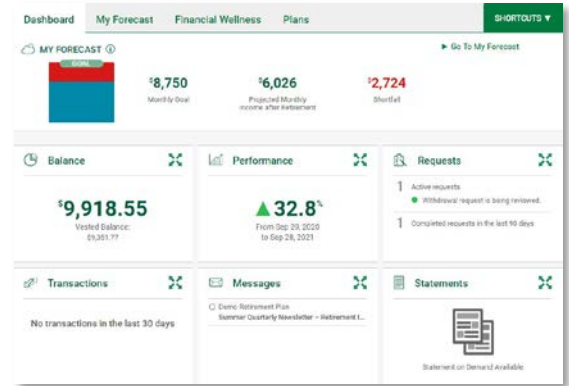 Dashboard My Forecast Financial Wellness Plans SHORTCUTS ▼
MY FORECAST ⓘ ► Go To My Forecast
GOAL
$8,750 $6,026 $2,724
Monthly Goal Projected Monthly Shortfall
Income after Retirement
Balance Performance Requests
1 Active requests
Withdrawal request is being reviewed.
$9,918.55 ▲ 32.8%
1 Completed requests in the last 90 days
Vested Balance: From Sep 29, 2020
$9,351.77 to Sep 28, 2021
Transactions Messages Statements
Demo Retirement Plan
Summer Quarterly Newsletter – Retirement t...
No transactions in the last 30 days
Statement on Demand Available.